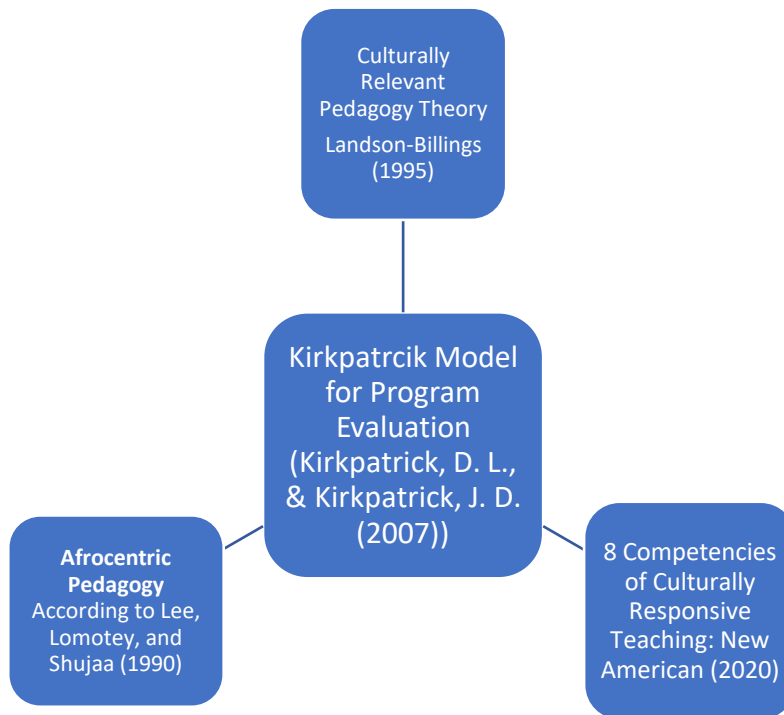 Culturally
Relevant
Pedagogy Theory
Landson-Billings
(1995)
Kirkpatrcik Model
for Program
Evaluation
(Kirkpatrick, D. L.,
& Kirkpatrick, J. D.
(2007))
Afrocentric
Pedagogy
According to Lee,
Lomotey, and
Shujaa (1990)
8 Competencies
of Culturally
Responsive
Teaching: New
American (2020)